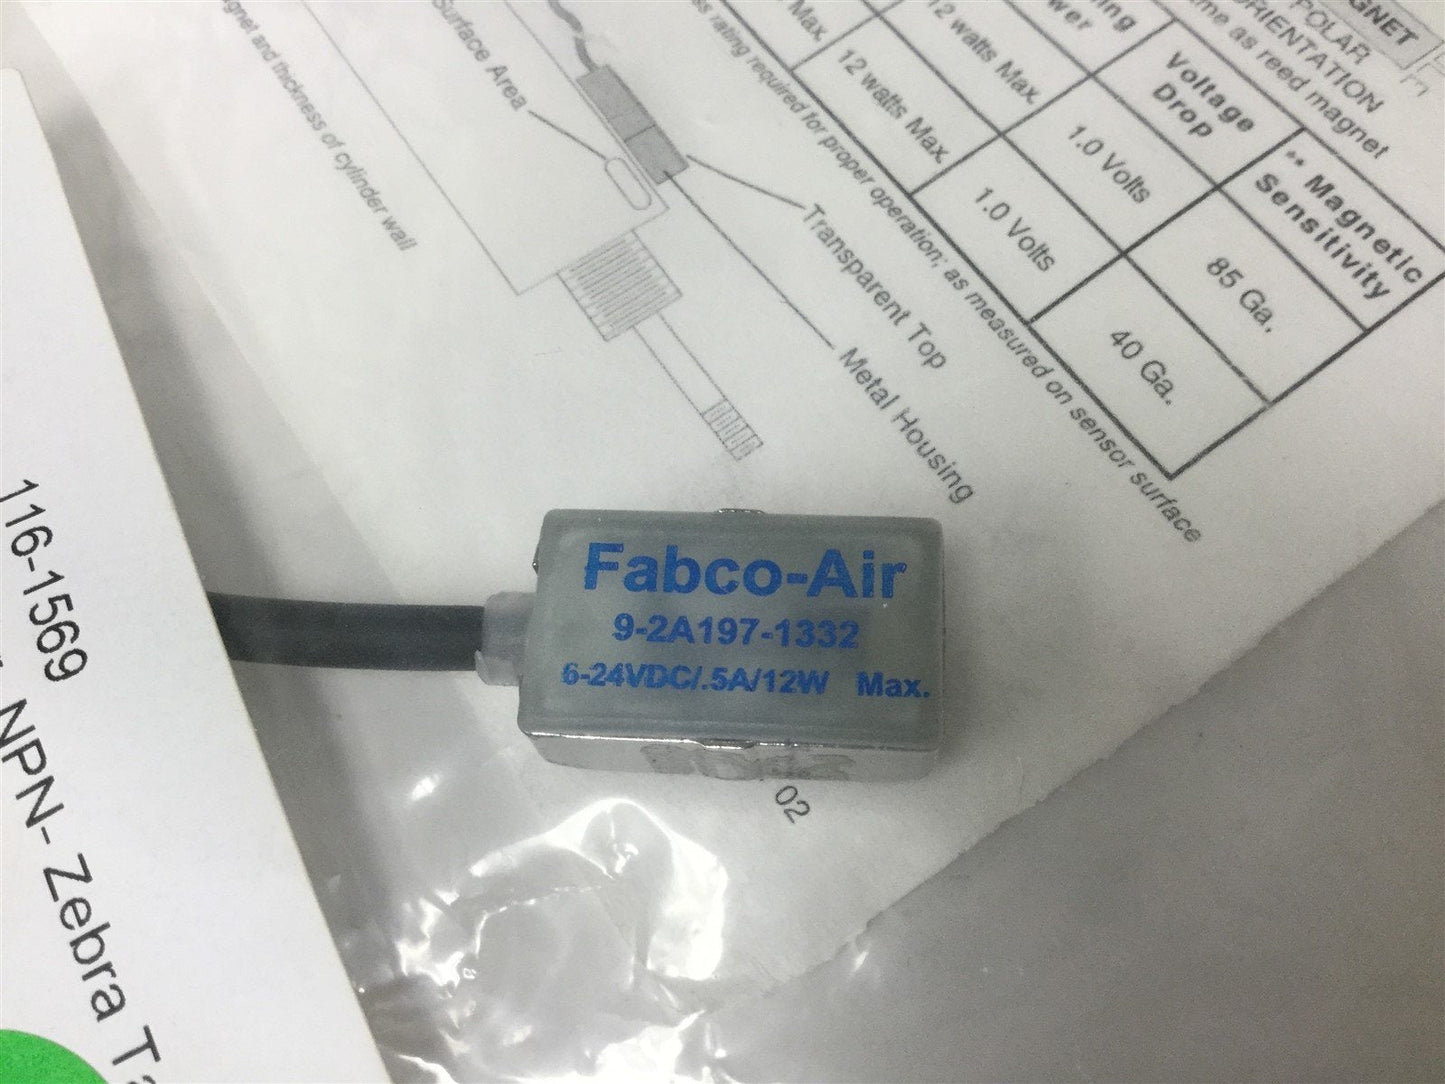 Fabco-Air
9-2A197-1332
6-24VDC/.5A/12W Max.
02
116-1569
NPN- Zebra
Surface Area
and thickness of cylinder wall
Transparent Top
Metal Housing
GNET
POLAR
ORIENTATION
as reed magnet
Voltage
Drop
** Magnetic
Sensitivity
12 watts Max.
1.0 Volts
85 Ga.
12 watts Max.
1.0 Volts
40 Ga.
rating required for proper operation; as measured on sensor surface